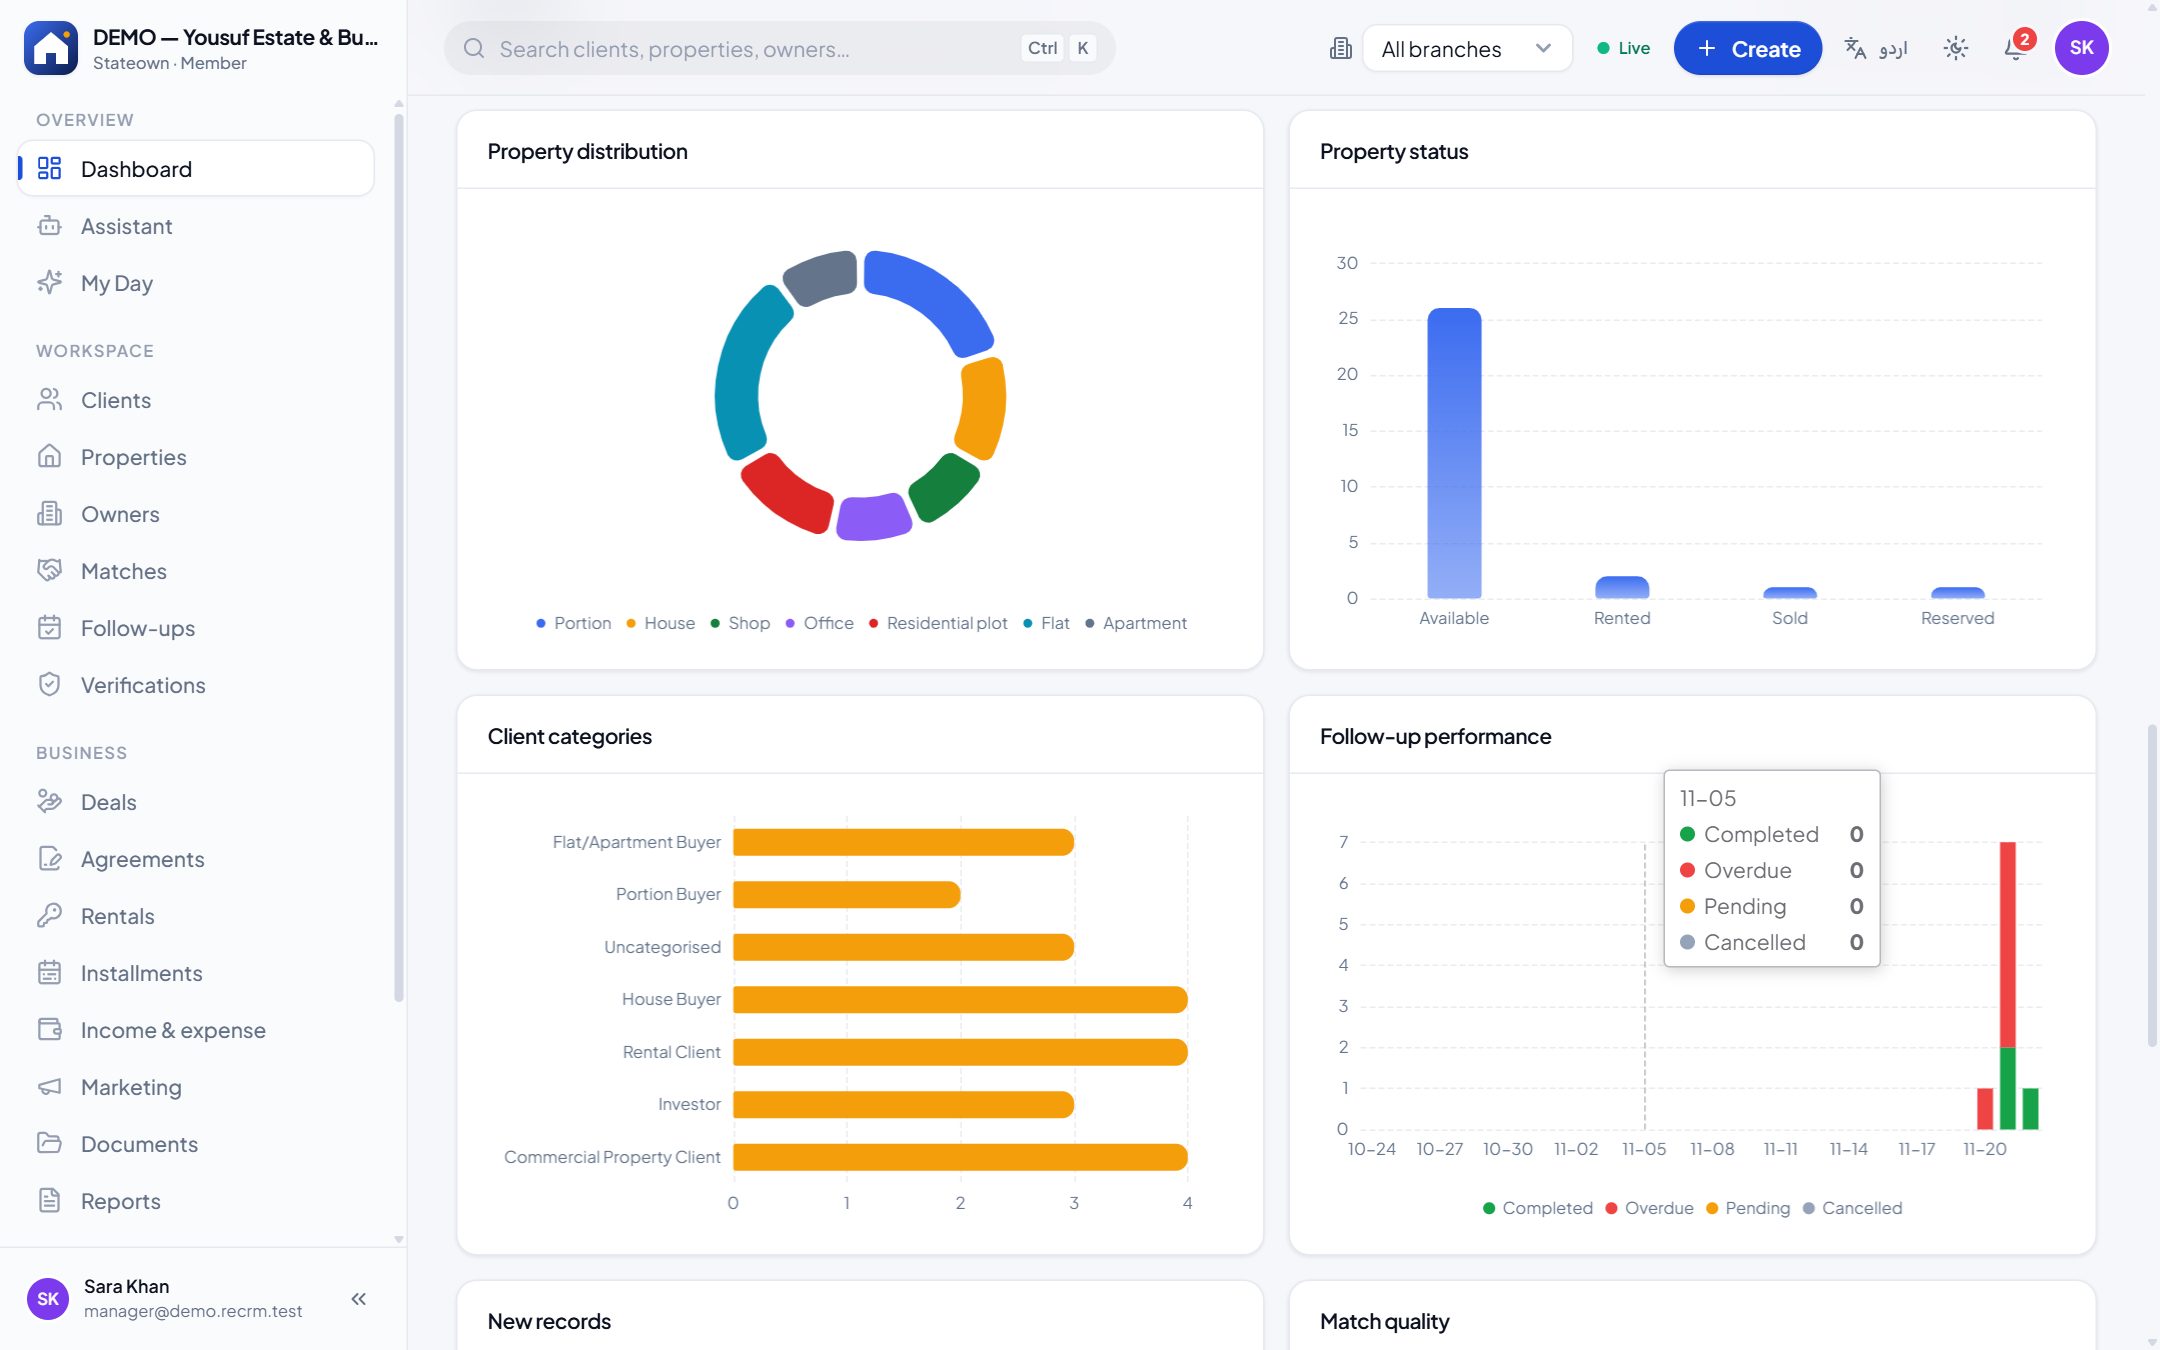 DEMO — Yousuf Estate & Bu...
Stateown · Member
Search clients, properties, owners...
Ctrl K
All branches
Live
+ Create
اردو
2
SK
OVERVIEW
Dashboard
Assistant
My Day
WORKSPACE
Clients
Properties
Owners
Matches
Follow-ups
Verifications
BUSINESS
Deals
Agreements
Rentals
Installments
Income & expense
Marketing
Documents
Reports
SK
Sara Khan
manager@demo.recrm.test
Property distribution
Portion House Shop Office Residential plot Flat Apartment
Property status
30
25
20
15
10
5
0
Available Rented Sold Reserved
Client categories
Flat/Apartment Buyer
Portion Buyer
Uncategorised
House Buyer
Rental Client
Investor
Commercial Property Client
0 1 2 3 4
Follow-up performance
11-05
Completed 0
Overdue 0
Pending 0
Cancelled 0
7
6
5
4
3
2
1
0
10-24 10-27 10-30 11-02 11-05 11-08 11-11 11-14 11-17 11-20
Completed Overdue Pending Cancelled
New records
Match quality